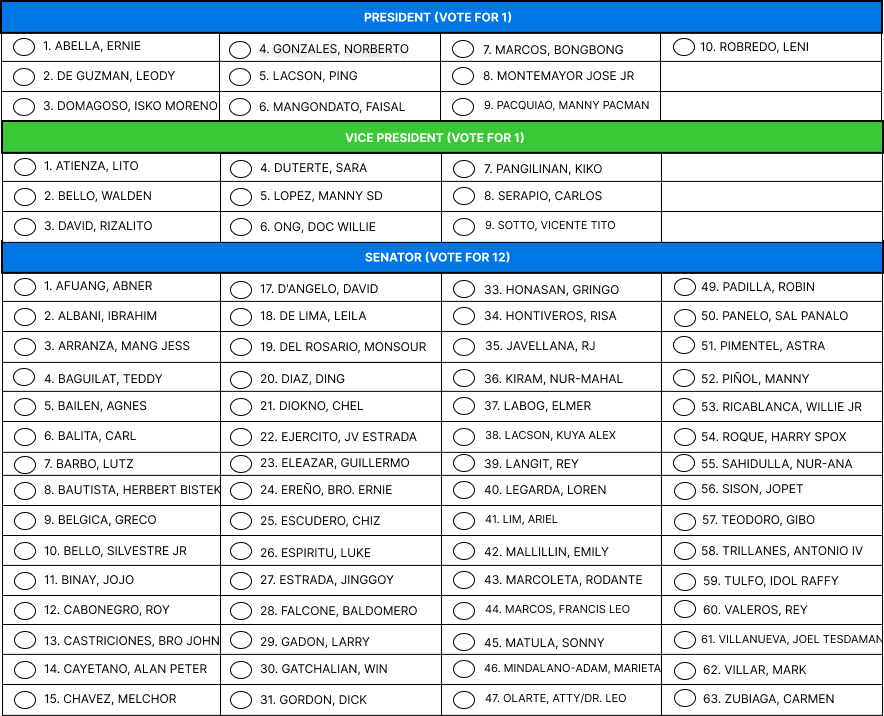 PRESIDENT (VOTE FOR 1)
1. ABELLA, ERNIE 4. GONZALES, NORBERTO 7. MARCOS, BONGBONG 10. ROBREDO, LENI
2. DE GUZMAN, LEODY 5. LACSON, PING 8. MONTEMAYOR JOSE JR
3. DOMAGOSO, ISKO MORENO 6. MANGONDATO, FAISAL 9. PACQUIAO, MANNY PACMAN
VICE PRESIDENT (VOTE FOR 1)
1. ATIENZA, LITO 4. DUTERTE, SARA 7. PANGILINAN, KIKO
2. BELLO, WALDEN 5. LOPEZ, MANNY SD 8. SERAPIO, CARLOS
3. DAVID, RIZALITO 6. ONG, DOC WILLIE 9. SOTTO, VICENTE TITO
SENATOR (VOTE FOR 12)
1. AFUANG, ABNER 17. D'ANGELO, DAVID 33. HONASAN, GRINGO 49. PADILLA, ROBIN
2. ALBANI, IBRAHIM 18. DE LIMA, LEILA 34. HONTIVEROS, RISA 50. PANELO, SAL PANALO
3. ARRANZA, MANG JESS 19. DEL ROSARIO, MONSOUR 35. JAVELLANA, RJ 51. PIMENTEL, ASTRA
4. BAGUILAT, TEDDY 20. DIAZ, DING 36. KIRAM, NUR-MAHAL 52. PIÑOL, MANNY
5. BAILEN, AGNES 21. DIOKNO, CHEL 37. LABOG, ELMER 53. RICABLANCA, WILLIE JR
6. BALITA, CARL 22. EJERCITO, JV ESTRADA 38. LACSON, KUYA ALEX 54. ROQUE, HARRY SPOX
7. BARBO, LUTZ 23. ELEAZAR, GUILLERMO 39. LANGIT, REY 55. SAHIDULLA, NUR-ANA
8. BAUTISTA, HERBERT BISTEK 24. EREÑO, BRO. ERNIE 40. LEGARDA, LOREN 56. SISON, JOPET
9. BELGICA, GRECO 25. ESCUDERO, CHIZ 41. LIM, ARIEL 57. TEODORO, GIBO
10. BELLO, SILVESTRE JR 26. ESPIRITU, LUKE 42. MALLILLIN, EMILY 58. TRILLANES, ANTONIO IV
11. BINAY, JOJO 27. ESTRADA, JINGGOY 43. MARCOLETA, RODANTE 59. TULFO, IDOL RAFFY
12. CABONEGRO, ROY 28. FALCONE, BALDOMERO 44. MARCOS, FRANCIS LEO 60. VALEROS, REY
13. CASTRICIONES, BRO JOHN 29. GADON, LARRY 45. MATULA, SONNY 61. VILLANUEVA, JOEL TESDAMAN
14. CAYETANO, ALAN PETER 30. GATCHALIAN, WIN 46. MINDALANO-ADAM, MARIETA 62. VILLAR, MARK
15. CHAVEZ, MELCHOR 31. GORDON, DICK 47. OLARTE, ATTY/DR. LEO 63. ZUBIAGA, CARMEN